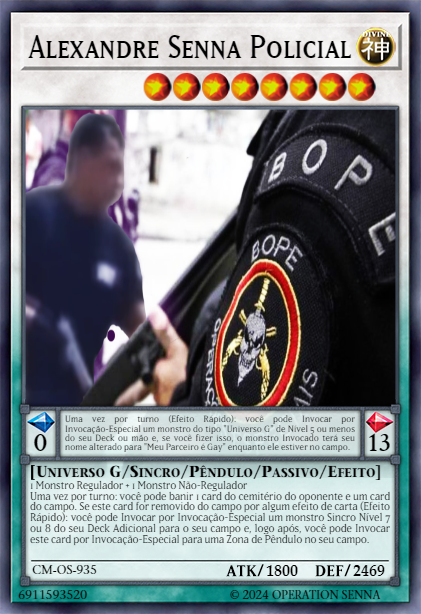 ALEXANDRE SENNA POLICIAL
DIVINE
神
BOPE
BOPE
0
Uma vez por turno (Efeito Rápido): você pode Invocar por
Invocação-Especial um monstro do tipo "Universo G" de Nível 5 ou menos
do seu Deck ou mão e, se você fizer isso, o monstro Invocado terá seu
nome alterado para "Meu Parceiro é Gay" enquanto ele estiver no campo.
13
[UNIVERSO G/SINCRO/PÊNDULO/PASSIVO/EFEITO]
1 Monstro Regulador + 1 Monstro Não-Regulador
Uma vez por turno: você pode banir 1 card do cemitério do oponente e um card
do campo. Se este card for removido do campo por algum efeito de carta (Efeito
Rápido): você pode Invocar por Invocação-Especial um monstro Sincro Nível 7
ou 8 do seu Deck Adicional para o seu campo e, logo após, você pode Invocar
este card por Invocação-Especial para uma Zona de Pêndulo no seu campo.
CM-OS-935
ATK/1800 DEF/2469
6911593520
© 2024 OPERATION SENNA